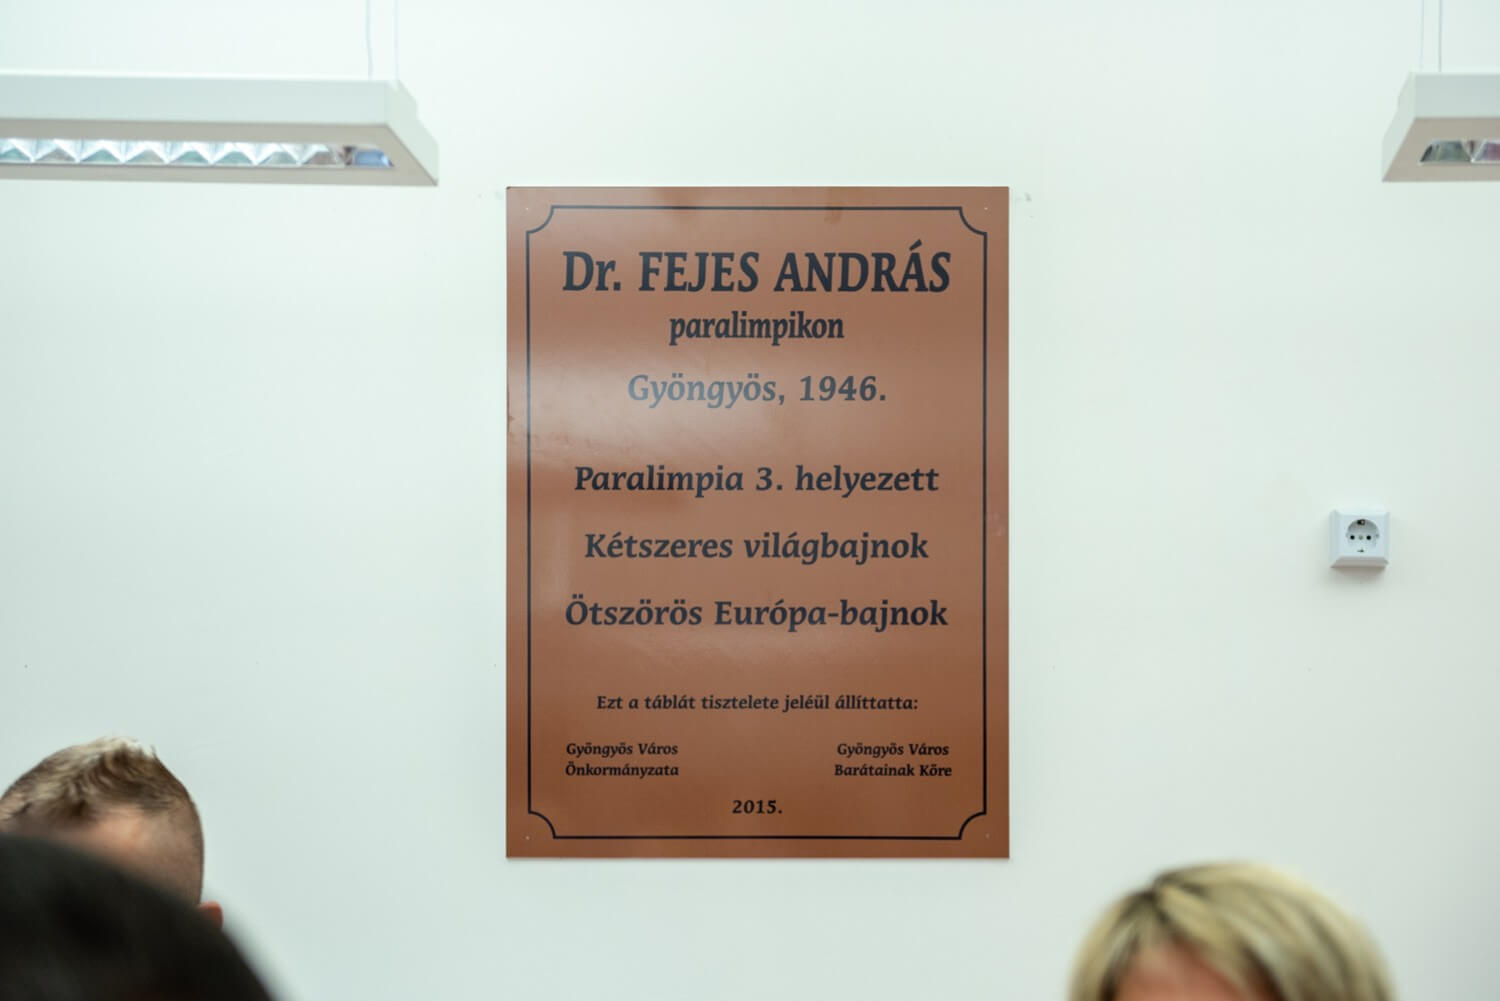 Dr. FEJES ANDRÁS
paralimpikon
Gyöngyös, 1946.
Paralimpia 3. helyezett
Kétszeres világbajnok
Ötszörös Európa-bajnok
Ezt a táblát tisztelete jeléül állíttatta:
Gyöngyös Város
Önkormányzata
Gyöngyös Város
Barátainak Köre
2015.